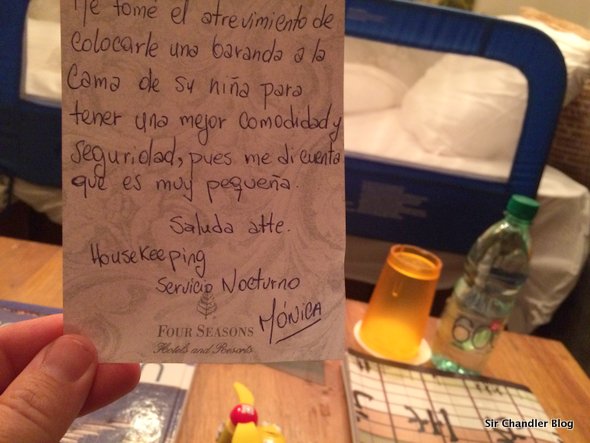 Me tomé el atrevimiento de
colocarle una baranda a la
cama de su niña para
tener una mejor comodidad y
seguridad, pues me di cuenta
que es muy pequeña.
Saluda atte.
Housekeeping
Servicio Nocturno
MÓNICA
FOUR SEASONS
Hotels and Resorts
Sir Chandler Blog